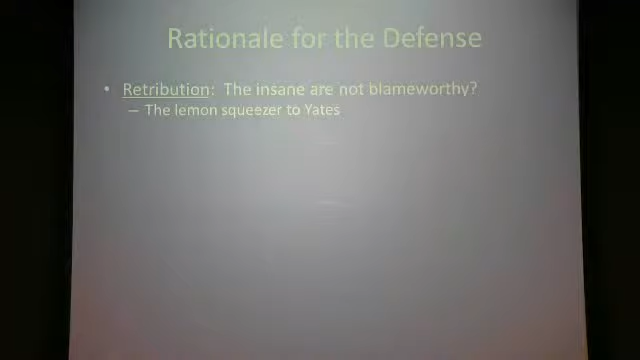 Rationale for the Defense
• Retribution: The insane are not blameworthy?
– The lemon squeezer to Yates